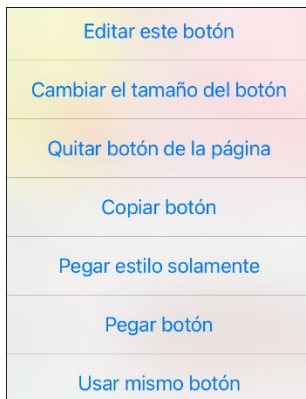 Editar este botón
Cambiar el tamaño del botón
Quitar botón de la página
Copiar botón
Pegar estilo solamente
Pegar botón
Usar mismo botón